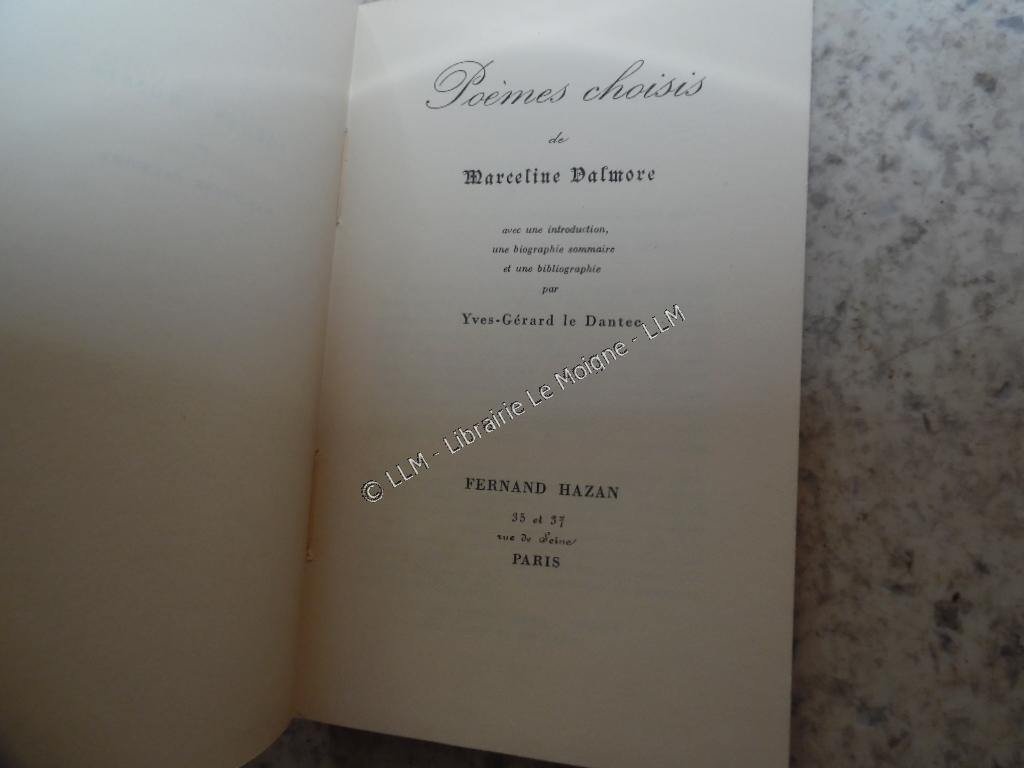 Poèmes choisis
de
Marceline Valmore
avec une introduction,
une biographie sommaire
et une bibliographie
par
Yves-Gérard le Dantec
© LLM - Librairie Le Moigne - LLM
FERNAND HAZAN
35 et 37
rue de Seine
PARIS